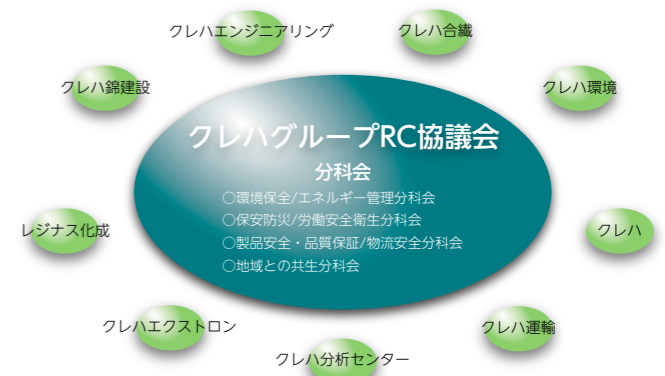 クレハエンジニアリング
クレハ合繊
クレハ錦建設
クレハ環境
クレハグループRC協議会
分科会
○環境保全/エネルギー管理分科会
○保安防災/労働安全衛生分科会
○製品安全・品質保証/物流安全分科会
○地域との共生分科会
レジナス化成
クレハ
クレハエクストロン
クレハ運輸
クレハ分析センター